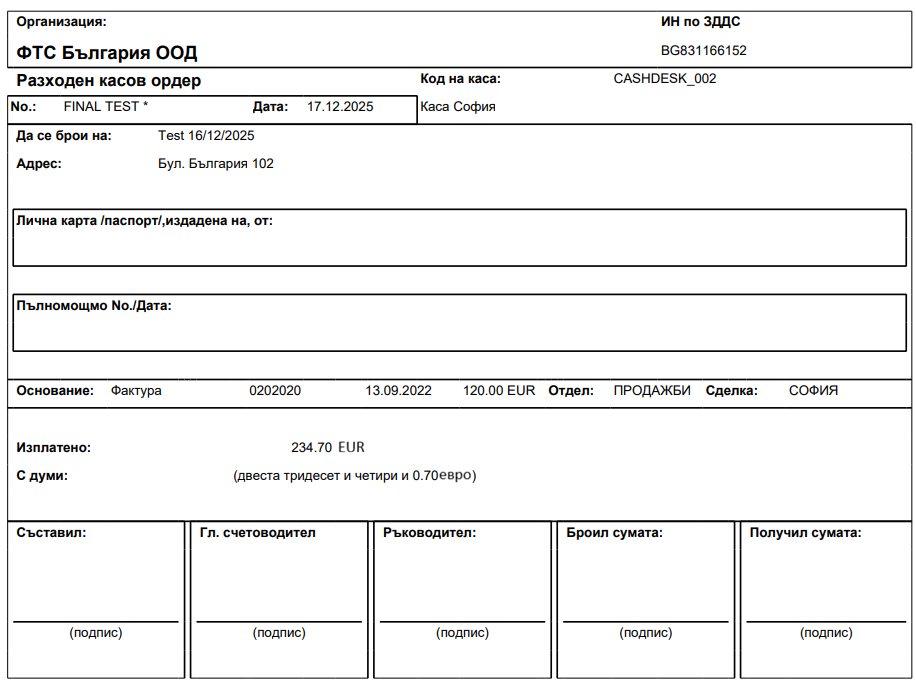 Организация: ИН по ЗДДС
ФТС България ООД BG831166152
Разходен касов ордер Код на каса: CASHDESK_002
No.: FINAL TEST * Дата: 17.12.2025 Каса София
Да се брои на: Test 16/12/2025
Адрес: Бул. България 102
Лична карта /паспорт/,издадена на, от:
Пълномощмо No./Дата:
Основание: Фактура 0202020 13.09.2022 120.00 EUR Отдел: ПРОДАЖБИ Сделка: СОФИЯ
Изплатено: 234.70 EUR
С думи: (двеста тридесет и четири и 0.70евро)
Съставил: Гл. счетоводител Ръководител: Броил сумата: Получил сумата:
(подпис) (подпис) (подпис) (подпис) (подпис)